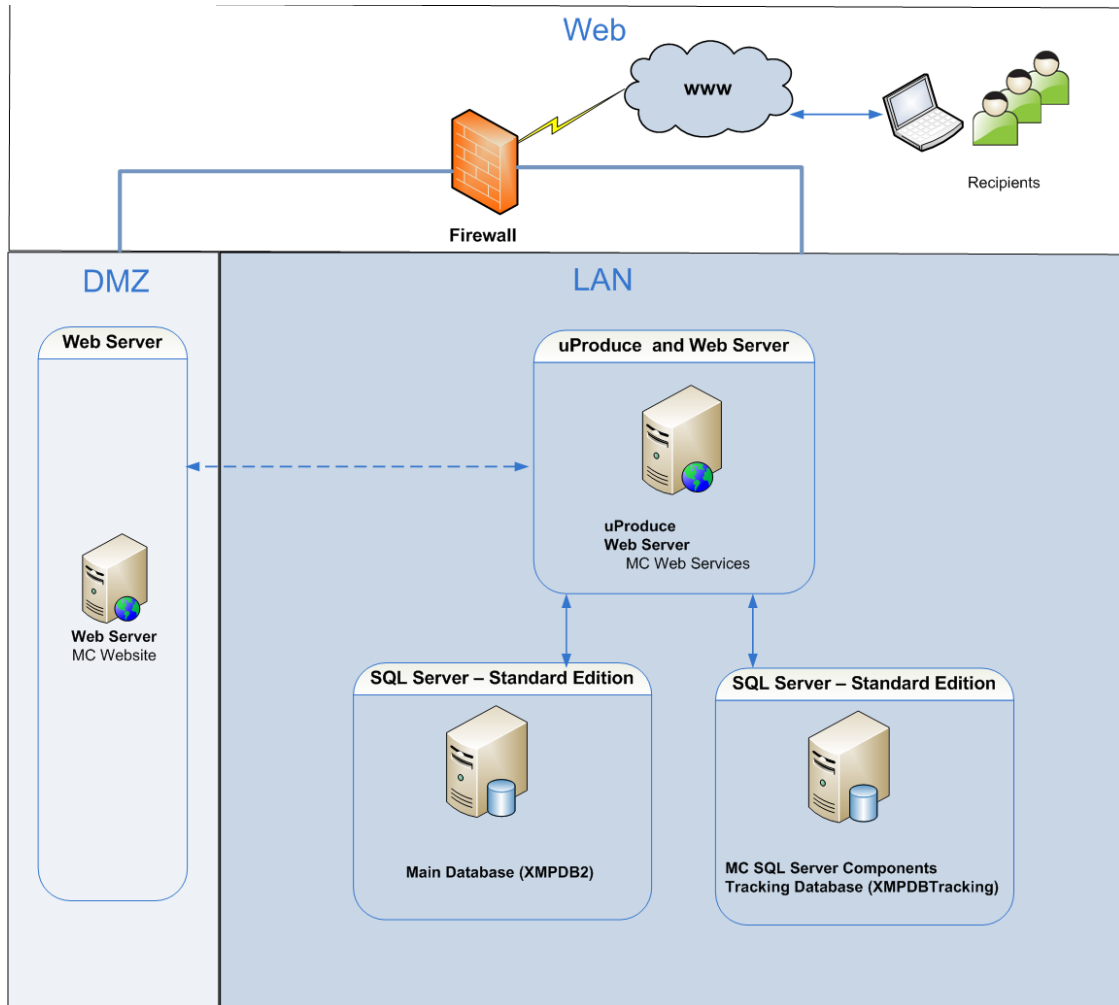 Web
www
Recipients
Firewall
DMZ
LAN
Web Server
uProduce and Web Server
uProduce
Web Server
MC Web Services
Web Server
MC Website
SQL Server – Standard Edition
SQL Server – Standard Edition
Main Database (XMPDB2)
MC SQL Server Components
Tracking Database (XMPDBTracking)